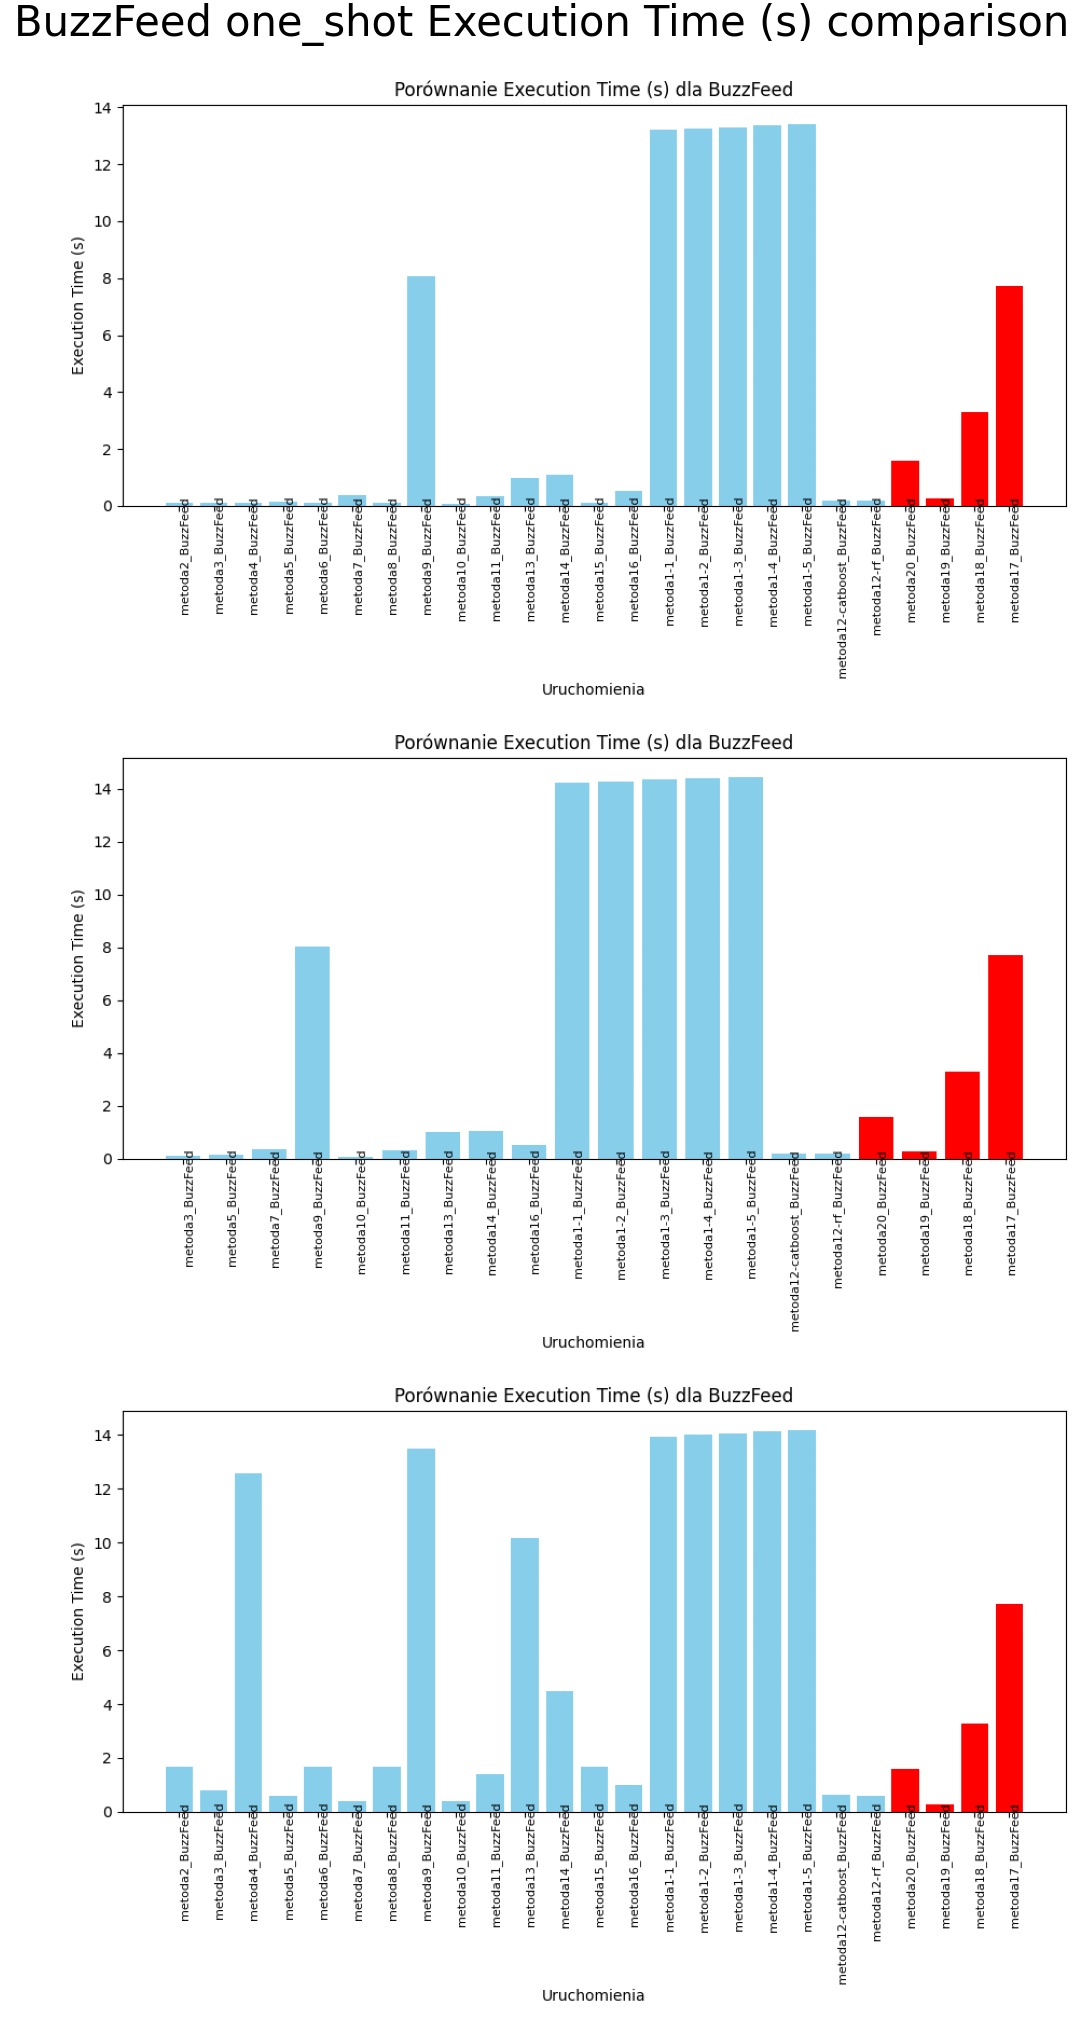 BuzzFeed one_shot Execution Time (s) comparison
Porównanie Execution Time (s) dla BuzzFeed
14
12
10
8
6
4
2
0
Execution Time (s)
metoda2_BuzzFeed
metoda3_BuzzFeed
metoda4_BuzzFeed
metoda5_BuzzFeed
metoda6_BuzzFeed
metoda7_BuzzFeed
metoda8_BuzzFeed
metoda9_BuzzFeed
metoda10_BuzzFeed
metoda11_BuzzFeed
metoda13_BuzzFeed
metoda14_BuzzFeed
metoda15_BuzzFeed
metoda16_BuzzFeed
metoda1-1_BuzzFeed
metoda1-2_BuzzFeed
metoda1-3_BuzzFeed
metoda1-4_BuzzFeed
metoda1-5_BuzzFeed
metoda12-catboost_BuzzFeed
metoda12-rf_BuzzFeed
metoda20_BuzzFeed
metoda19_BuzzFeed
metoda18_BuzzFeed
metoda17_BuzzFeed
Uruchomienia
Porównanie Execution Time (s) dla BuzzFeed
14
12
10
8
6
4
2
0
Execution Time (s)
metoda3_BuzzFeed
metoda5_BuzzFeed
metoda7_BuzzFeed
metoda9_BuzzFeed
metoda10_BuzzFeed
metoda11_BuzzFeed
metoda13_BuzzFeed
metoda14_BuzzFeed
metoda16_BuzzFeed
metoda1-1_BuzzFeed
metoda1-2_BuzzFeed
metoda1-3_BuzzFeed
metoda1-4_BuzzFeed
metoda1-5_BuzzFeed
metoda12-catboost_BuzzFeed
metoda12-rf_BuzzFeed
metoda20_BuzzFeed
metoda19_BuzzFeed
metoda18_BuzzFeed
metoda17_BuzzFeed
Uruchomienia
Porównanie Execution Time (s) dla BuzzFeed
14
12
10
8
6
4
2
0
Execution Time (s)
metoda2_BuzzFeed
metoda3_BuzzFeed
metoda4_BuzzFeed
metoda5_BuzzFeed
metoda6_BuzzFeed
metoda7_BuzzFeed
metoda8_BuzzFeed
metoda9_BuzzFeed
metoda10_BuzzFeed
metoda11_BuzzFeed
metoda13_BuzzFeed
metoda14_BuzzFeed
metoda15_BuzzFeed
metoda16_BuzzFeed
metoda1-1_BuzzFeed
metoda1-2_BuzzFeed
metoda1-3_BuzzFeed
metoda1-4_BuzzFeed
metoda1-5_BuzzFeed
metoda12-catboost_BuzzFeed
metoda12-rf_BuzzFeed
metoda20_BuzzFeed
metoda19_BuzzFeed
metoda18_BuzzFeed
metoda17_BuzzFeed
Uruchomienia